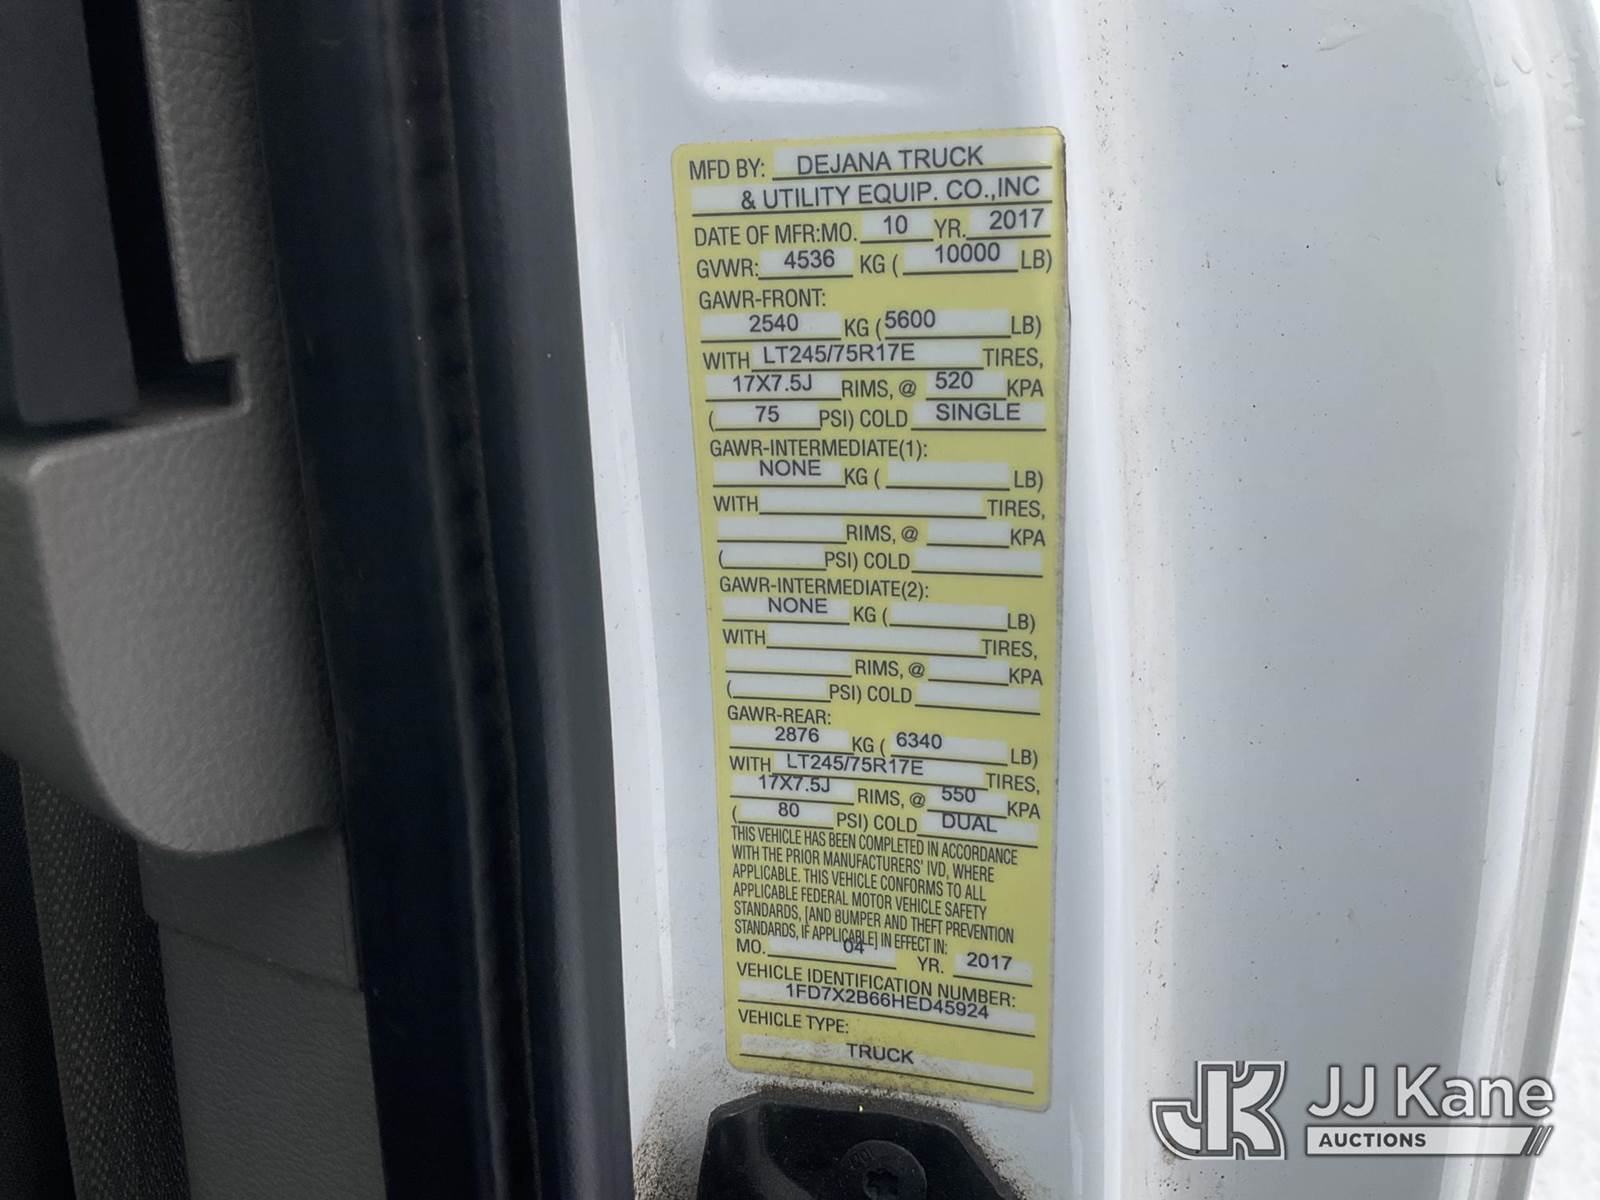 MFD BY: DEJANA TRUCK
& UTILITY EQUIP. CO.,INC
DATE OF MFR:MO. 10 YR. 2017
GVWR: 4536 KG ( 10000 LB)
GAWR-FRONT:
2540 KG ( 5600 LB)
WITH LT245/75R17E TIRES,
17X7.5J RIMS, @ 520 KPA
( 75 PSI) COLD SINGLE
GAWR-INTERMEDIATE(1):
NONE KG ( LB)
WITH TIRES,
RIMS, @ KPA
( PSI) COLD
GAWR-INTERMEDIATE(2):
NONE KG ( LB)
WITH TIRES,
RIMS, @ KPA
( PSI) COLD
GAWR-REAR:
2876 KG ( 6340 LB)
WITH LT245/75R17E TIRES,
17X7.5J RIMS, @ 550 KPA
( 80 PSI) COLD DUAL
THIS VEHICLE HAS BEEN COMPLETED IN ACCORDANCE
WITH THE PRIOR MANUFACTURERS' IVD, WHERE
APPLICABLE. THIS VEHICLE CONFORMS TO ALL
APPLICABLE FEDERAL MOTOR VEHICLE SAFETY
STANDARDS, [AND BUMPER AND THEFT PREVENTION
STANDARDS, IF APPLICABLE] IN EFFECT IN:
MO. 04 YR. 2017
VEHICLE IDENTIFICATION NUMBER:
1FD7X2B66HED45924
VEHICLE TYPE:
TRUCK
JK JJ Kane
AUCTIONS